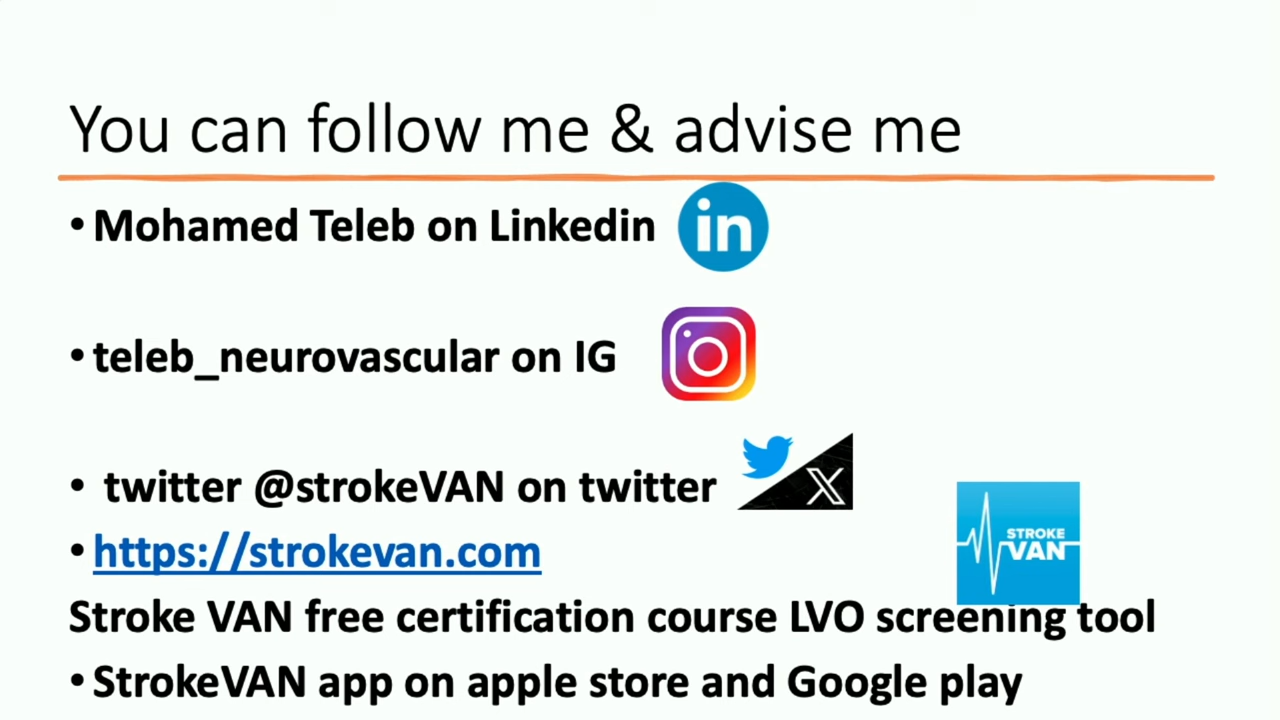 You can follow me & advise me
• Mohamed Teleb on Linkedin
in
• teleb_neurovascular on IG
• twitter @strokeVAN on twitter
X
• https://strokevan.com
STROKE
VAN
Stroke VAN free certification course LVO screening tool
• StrokeVAN app on apple store and Google play